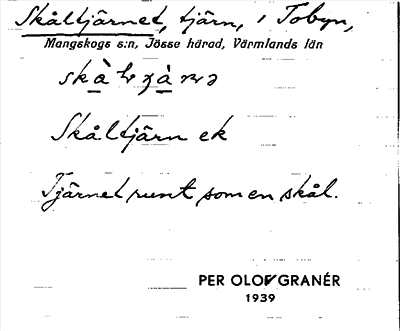 Skåltjärnet, tjärn, i Tobyn,
Mangskogs s:n, Jösse härad, Värmlands län
Skåltjärn ek
Tjärnet runt som en skål.
PER OLOF GRANÉR
1939